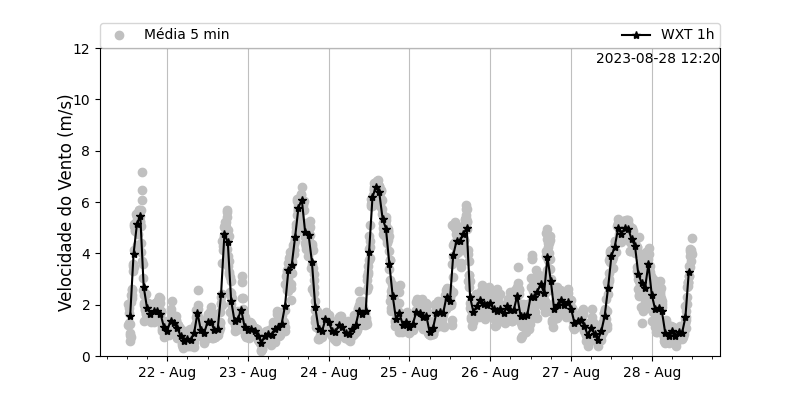 Média 5 min
WXT 1h
2023-08-28 12:20
Velocidade do Vento (m/s)
12
10
8
6
4
2
0
22 - Aug
23 - Aug
24 - Aug
25 - Aug
26 - Aug
27 - Aug
28 - Aug